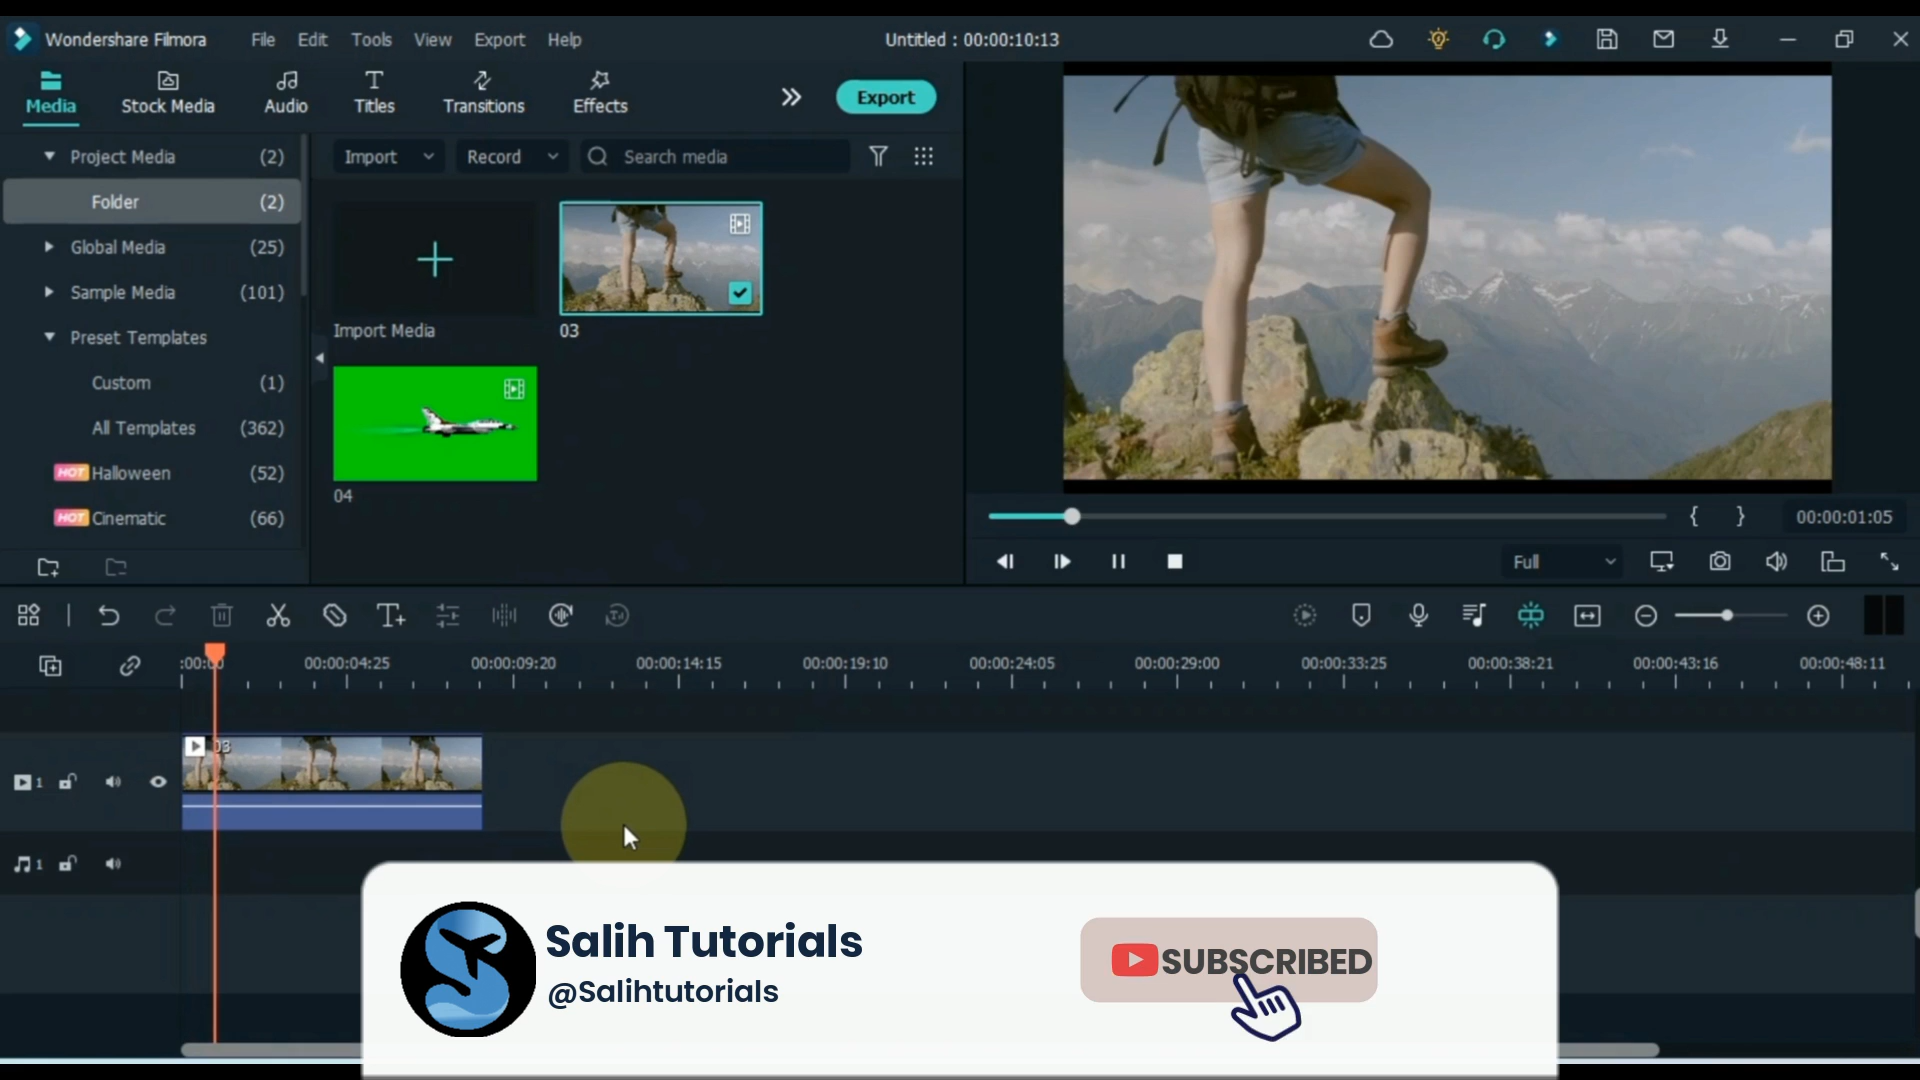 Wondershare Filmora
File Edit Tools View Export Help
Untitled : 00:00:10:13
Media Stock Media Audio Titles Transitions Effects
Export
Project Media (2)
Folder (2)
Global Media (25)
Sample Media (101)
Preset Templates
Custom (1)
All Templates (362)
HOT Halloween (52)
HOT Cinematic (66)
Import Record Search media
Import Media
03
04
{ } 00:00:01:05
Full
00:00:04:25 00:00:09:20 00:00:14:15 00:00:19:10 00:00:24:05 00:00:29:00 00:00:33:25 00:00:38:21 00:00:43:16 00:00:48:11
03
1
1
Salih Tutorials
@Salihtutorials
SUBSCRIBED